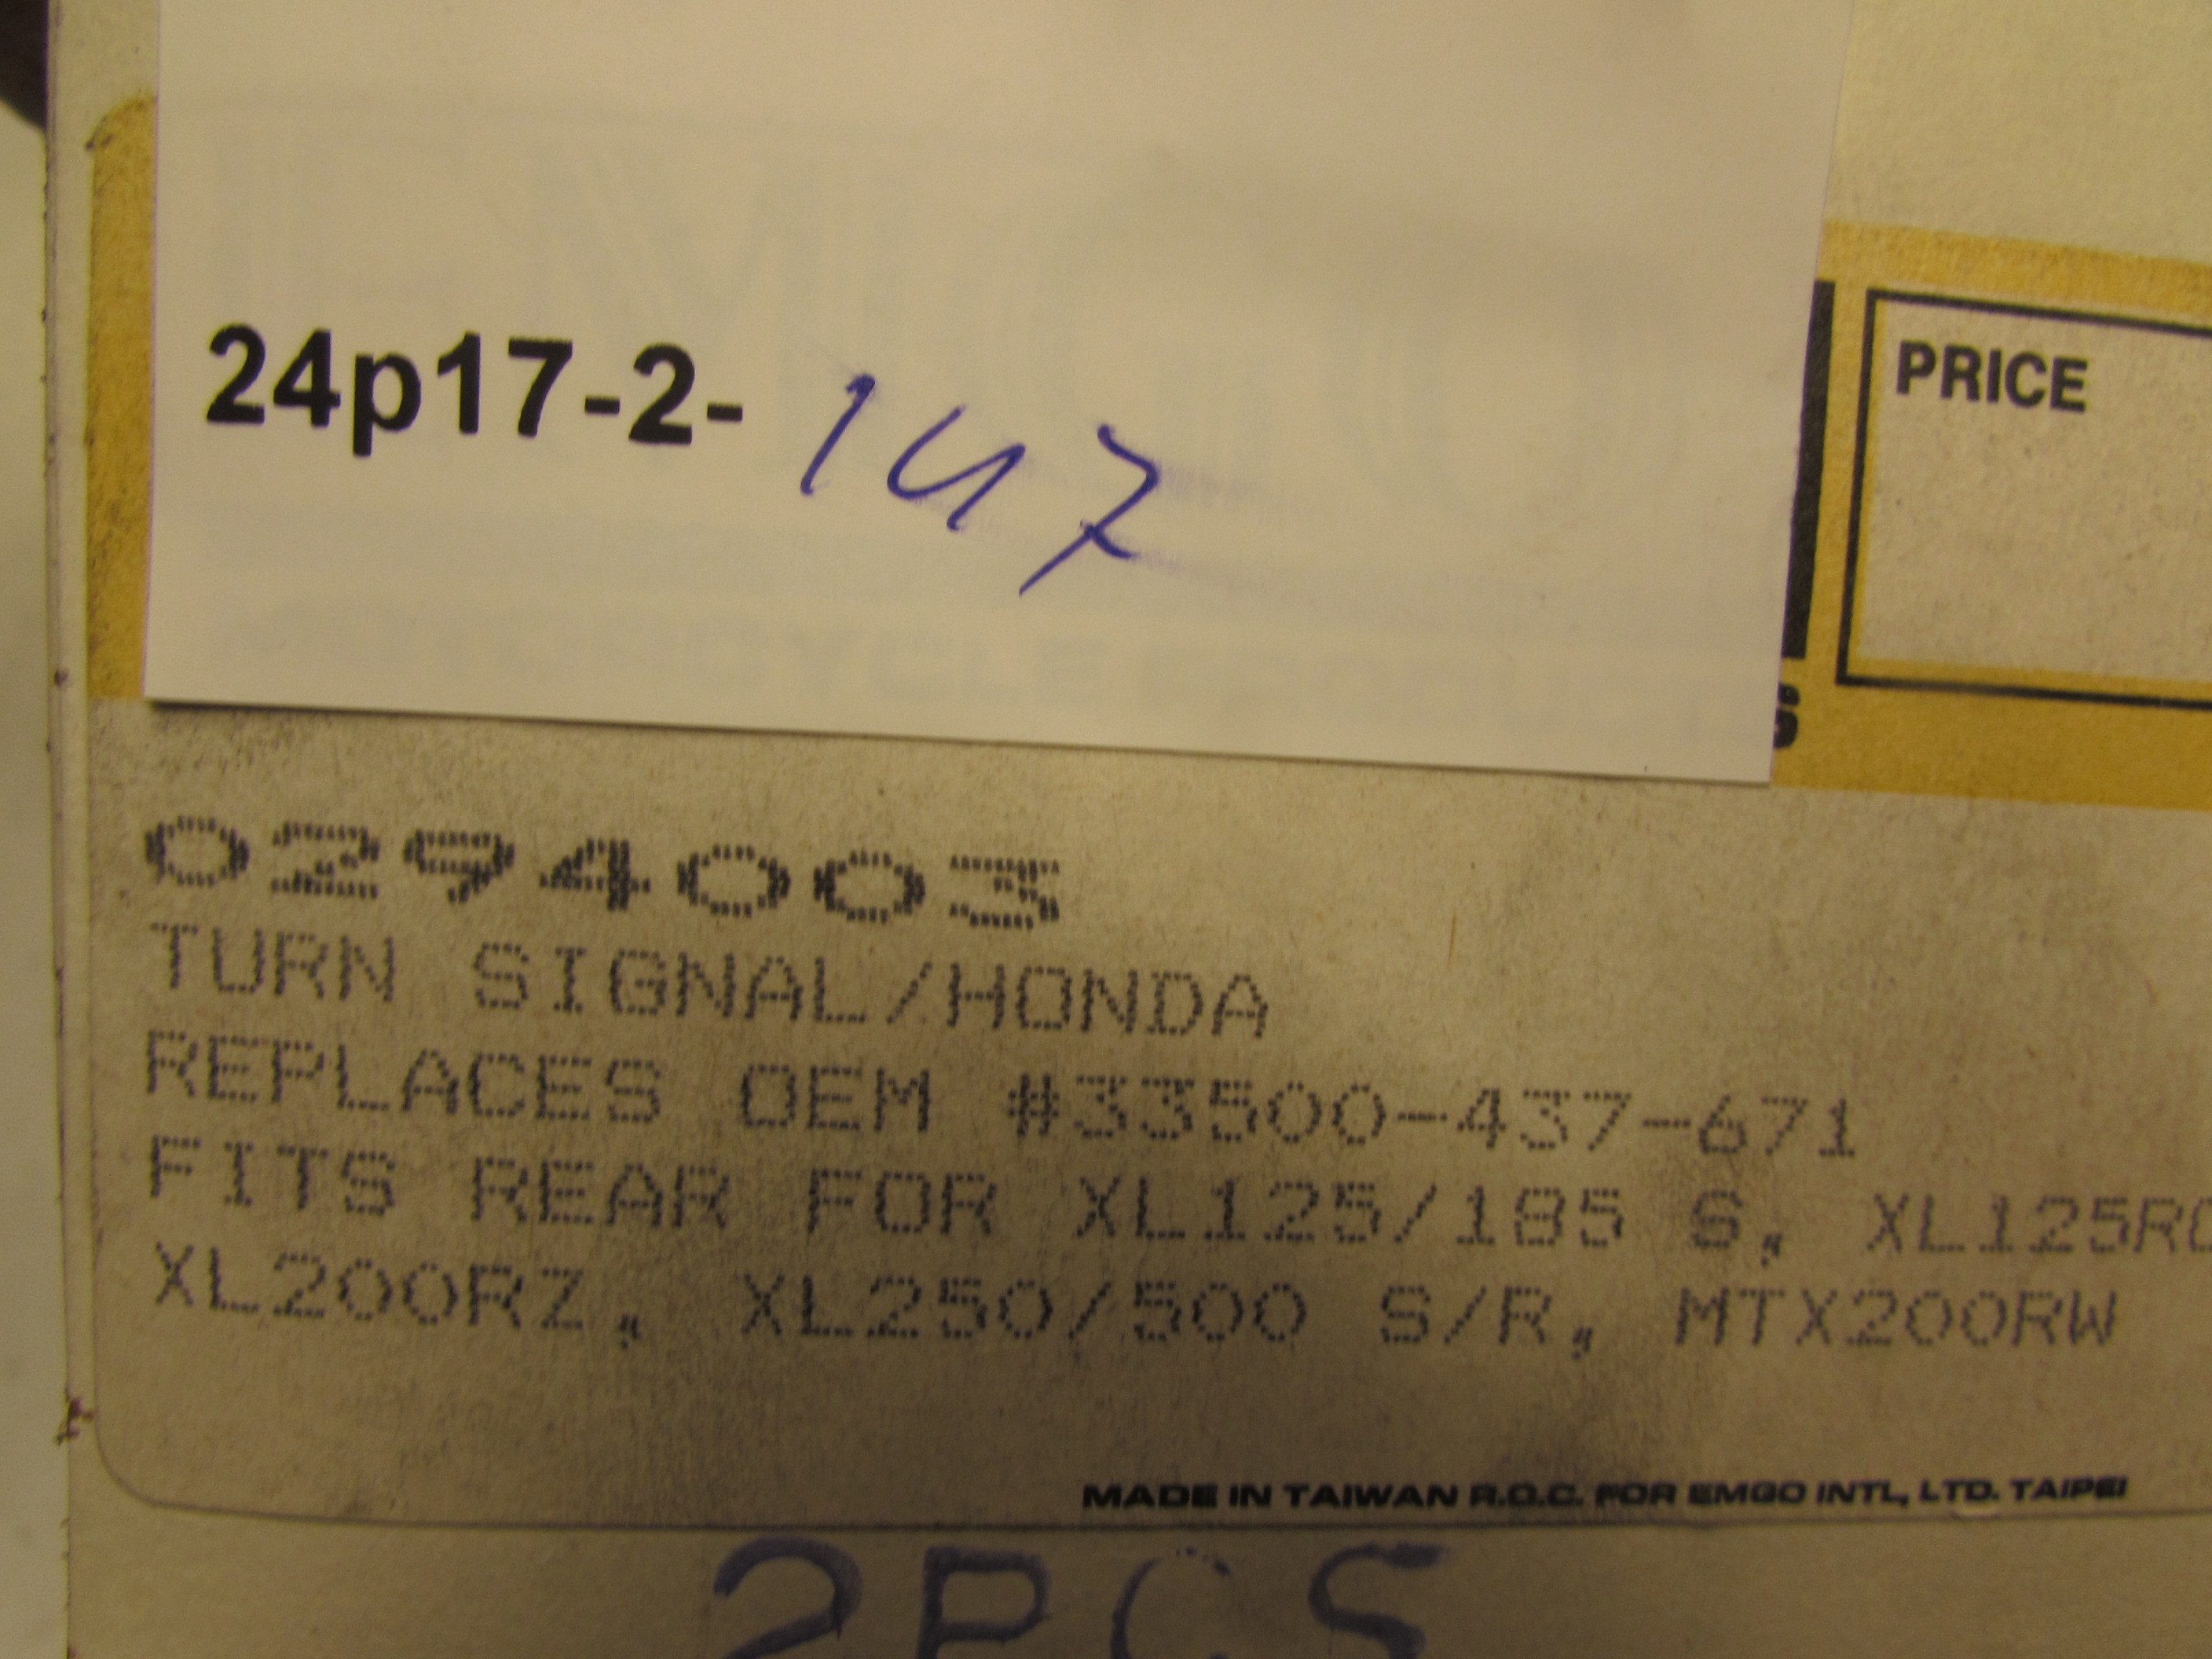 24p17-2-147
PRICE
S
0294003
TURN SIGNAL/HONDA
REPLACES OEM #33500-437-671
FITS REAR FOR XL125/185 S, XL125R
XL200RZ, XL250/500 S/R, MTX200RW
MADE IN TAIWAN R.O.C. FOR EMGO INTL, LTD. TAIPEI
2PCS